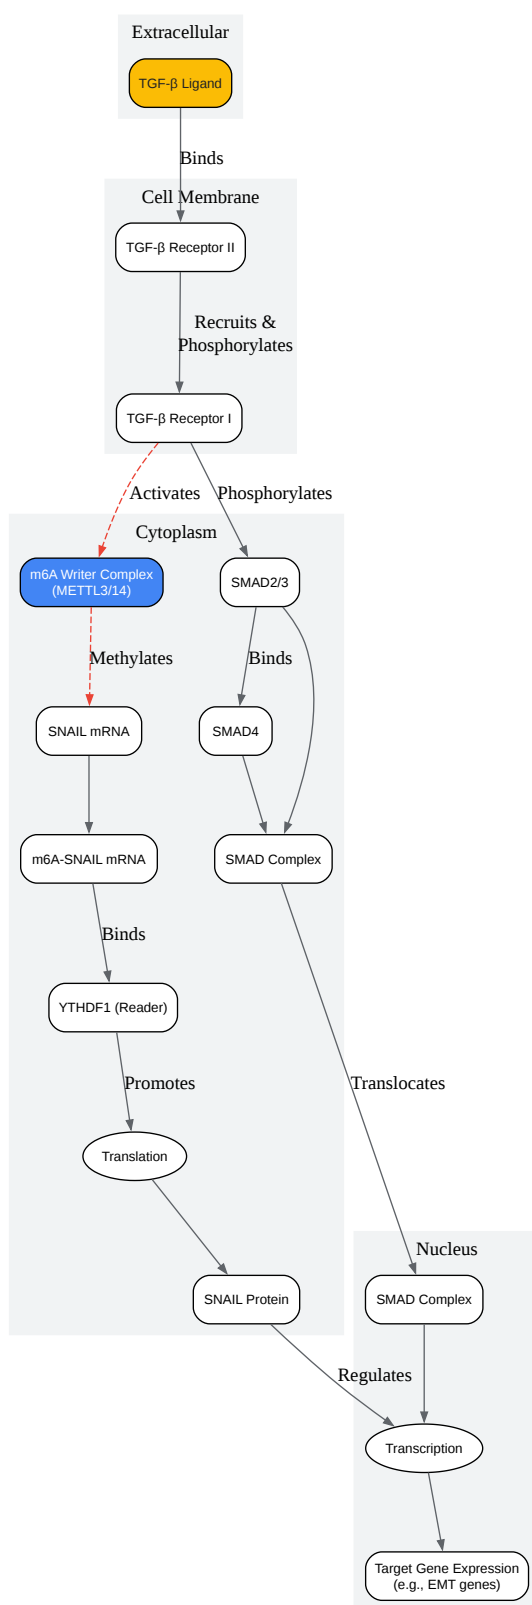 Extracellular
TGF-β Ligand
Binds
Cell Membrane
TGF-β Receptor II
Recruits &
Phosphorylates
TGF-β Receptor I
Activates
Phosphorylates
Cytoplasm
m6A Writer Complex
(METTL3/14)
SMAD2/3
Methylates
Binds
SNAIL mRNA
SMAD4
m6A-SNAIL mRNA
SMAD Complex
Binds
YTHDF1 (Reader)
Promotes
Translocates
Translation
Nucleus
SNAIL Protein
SMAD Complex
Regulates
Transcription
Target Gene Expression
(e.g., EMT genes)